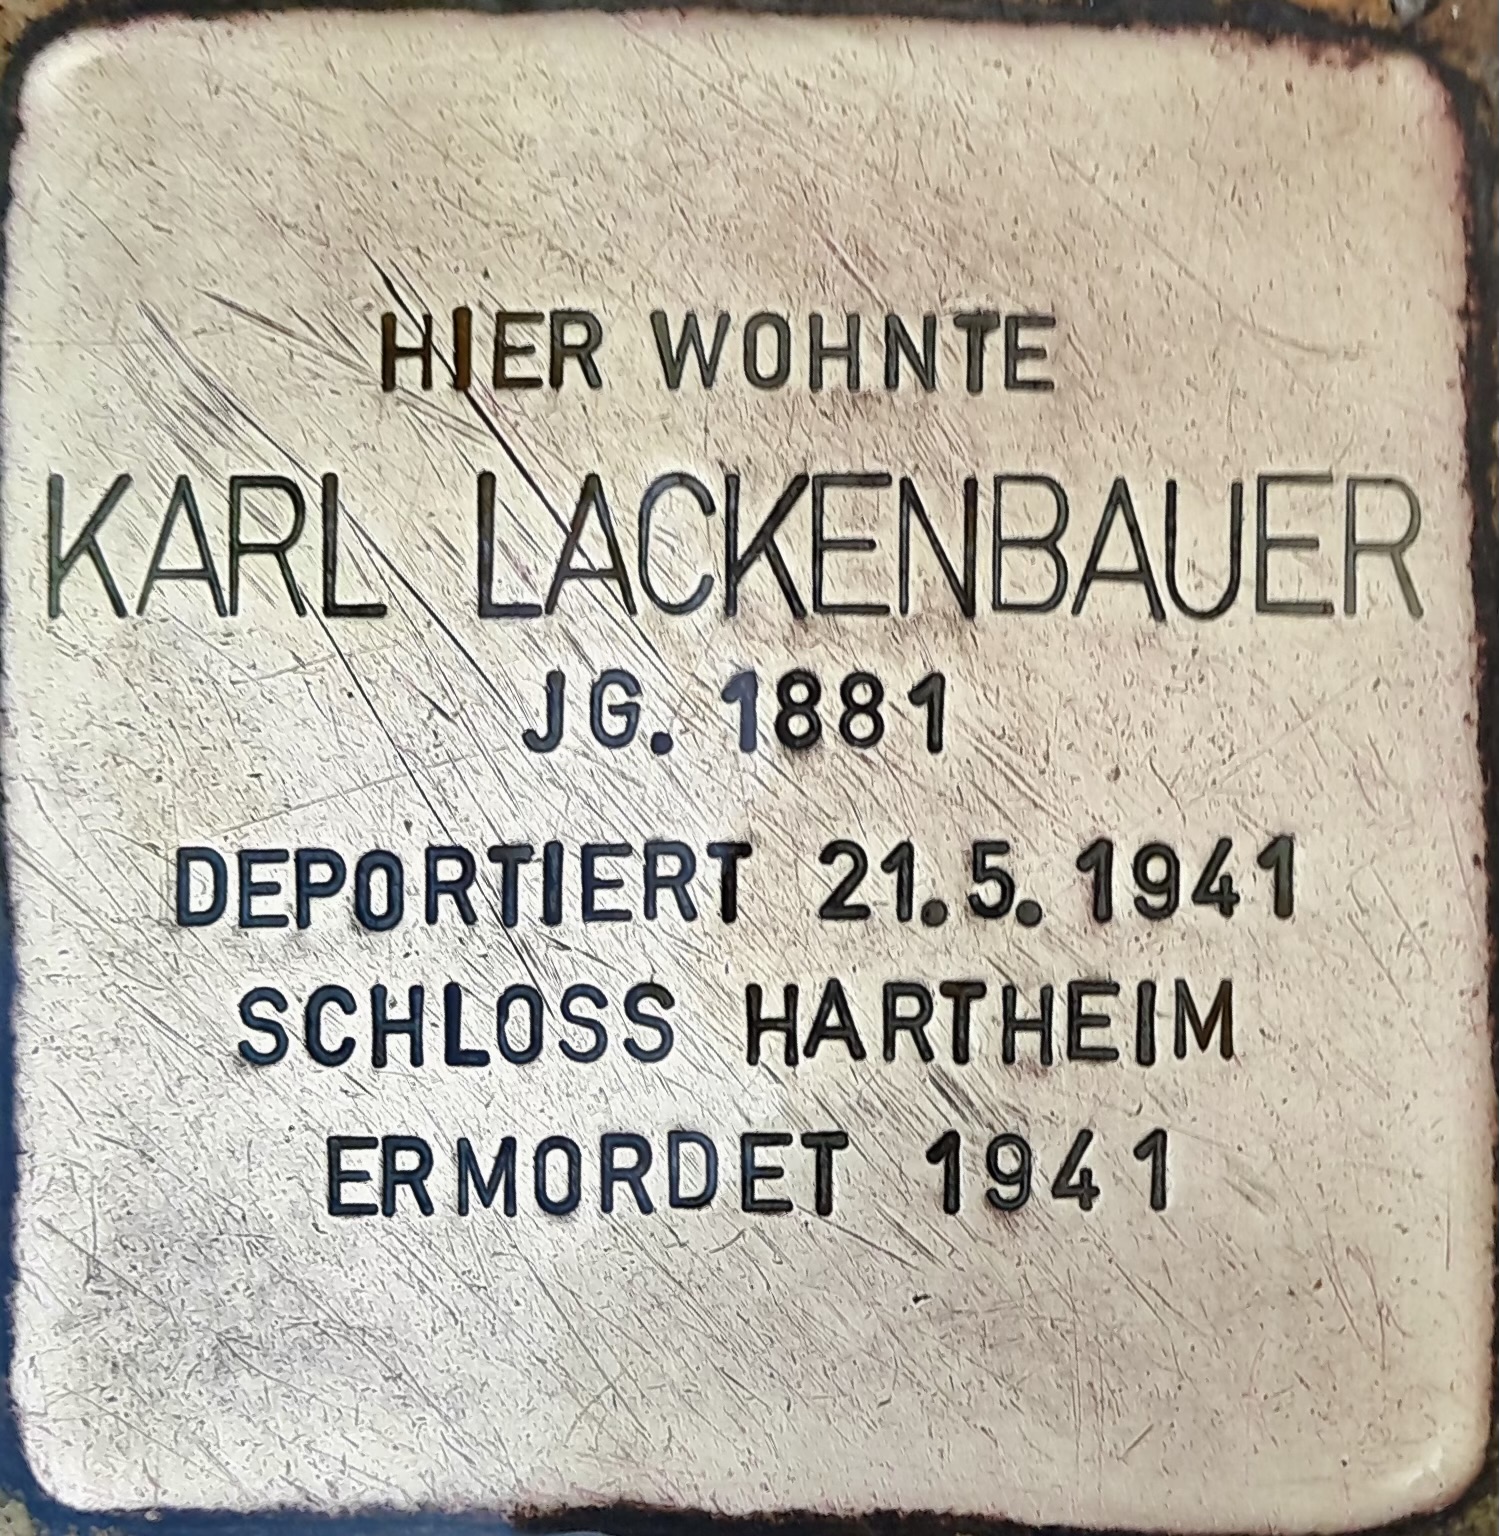 HIER WOHNTE
KARL LACKENBAUER
JG. 1881
DEPORTIERT 21.5.1941
SCHLOSS HARTHEIM
ERMORDET 1941